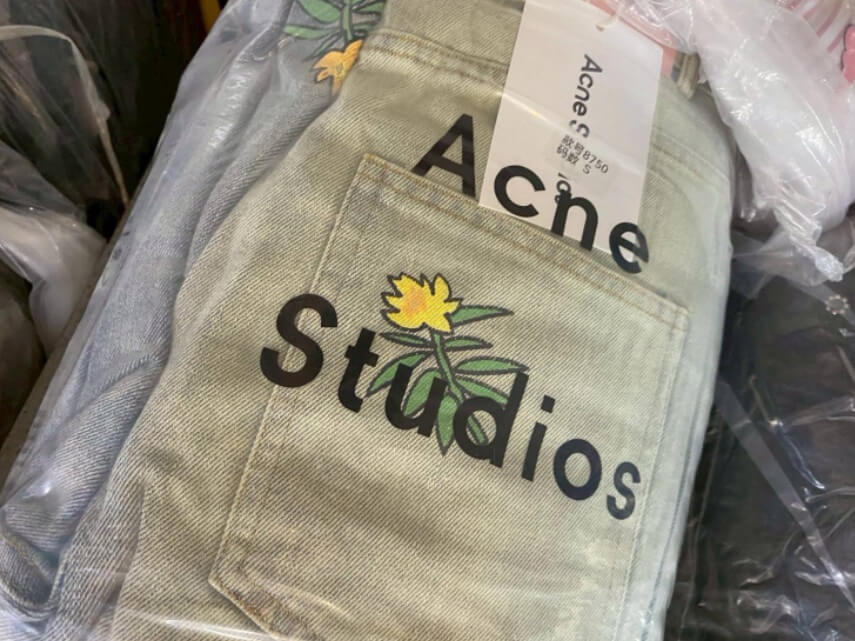 Acne S
款号8750
码数 S
Acne
Studios